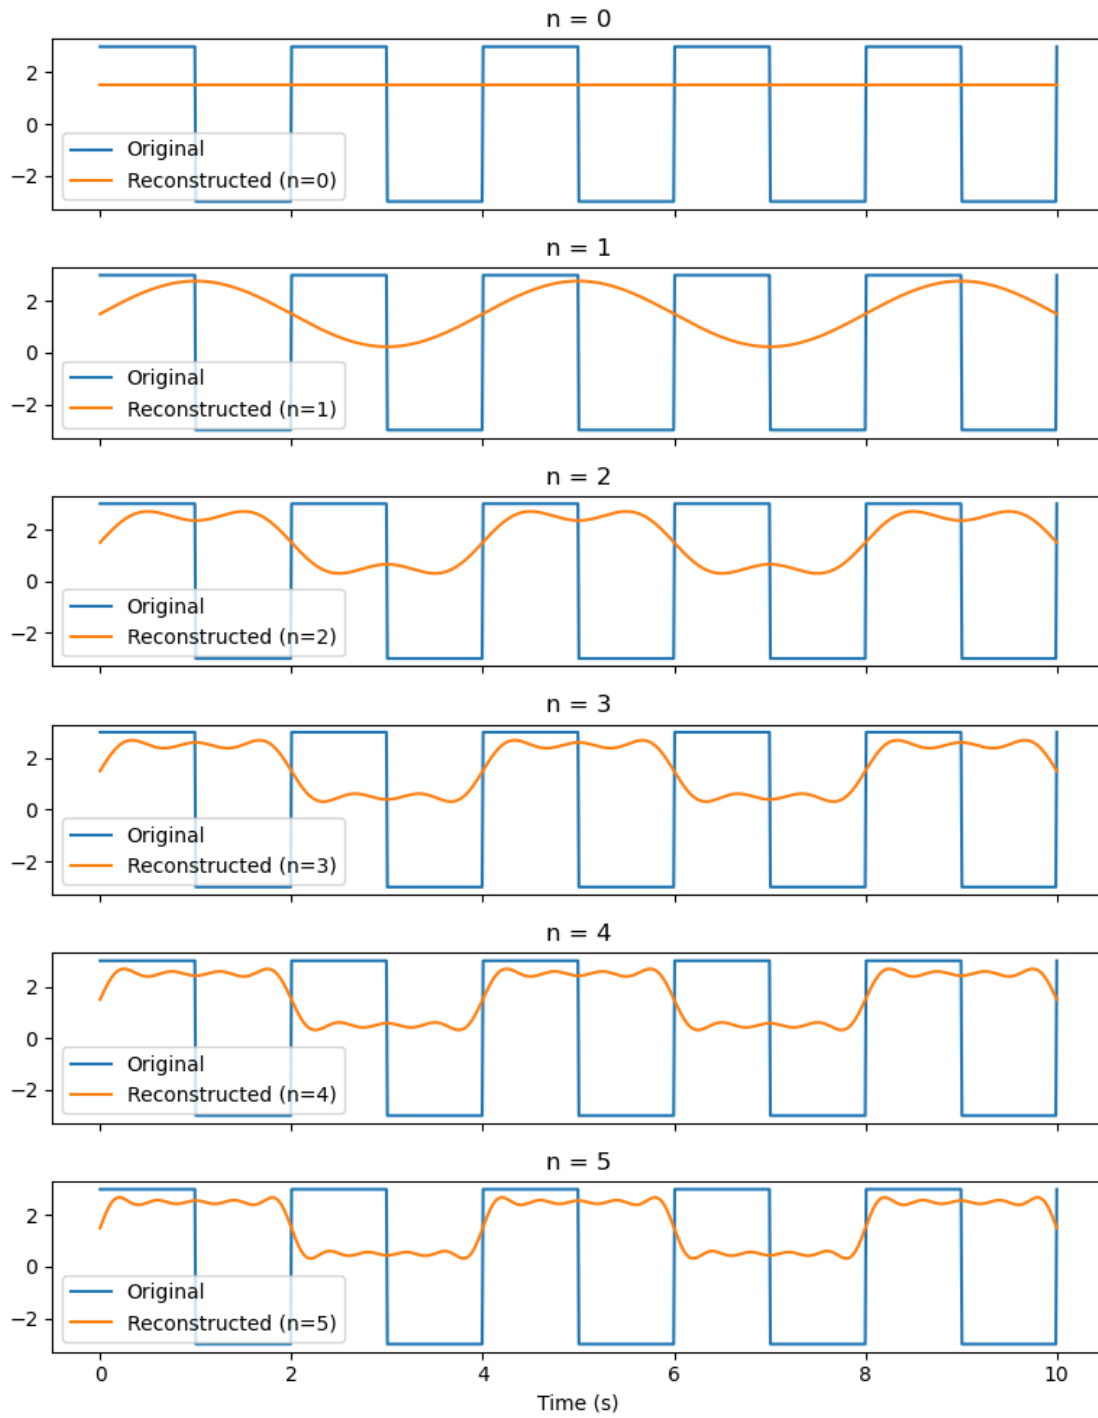 n = 0
2
0
−2
Original
Reconstructed (n=0)
n = 1
2
0
−2
Original
Reconstructed (n=1)
n = 2
2
0
−2
Original
Reconstructed (n=2)
n = 3
2
0
−2
Original
Reconstructed (n=3)
n = 4
2
0
−2
Original
Reconstructed (n=4)
n = 5
2
0
−2
Original
Reconstructed (n=5)
0 2 4 6 8 10
Time (s)